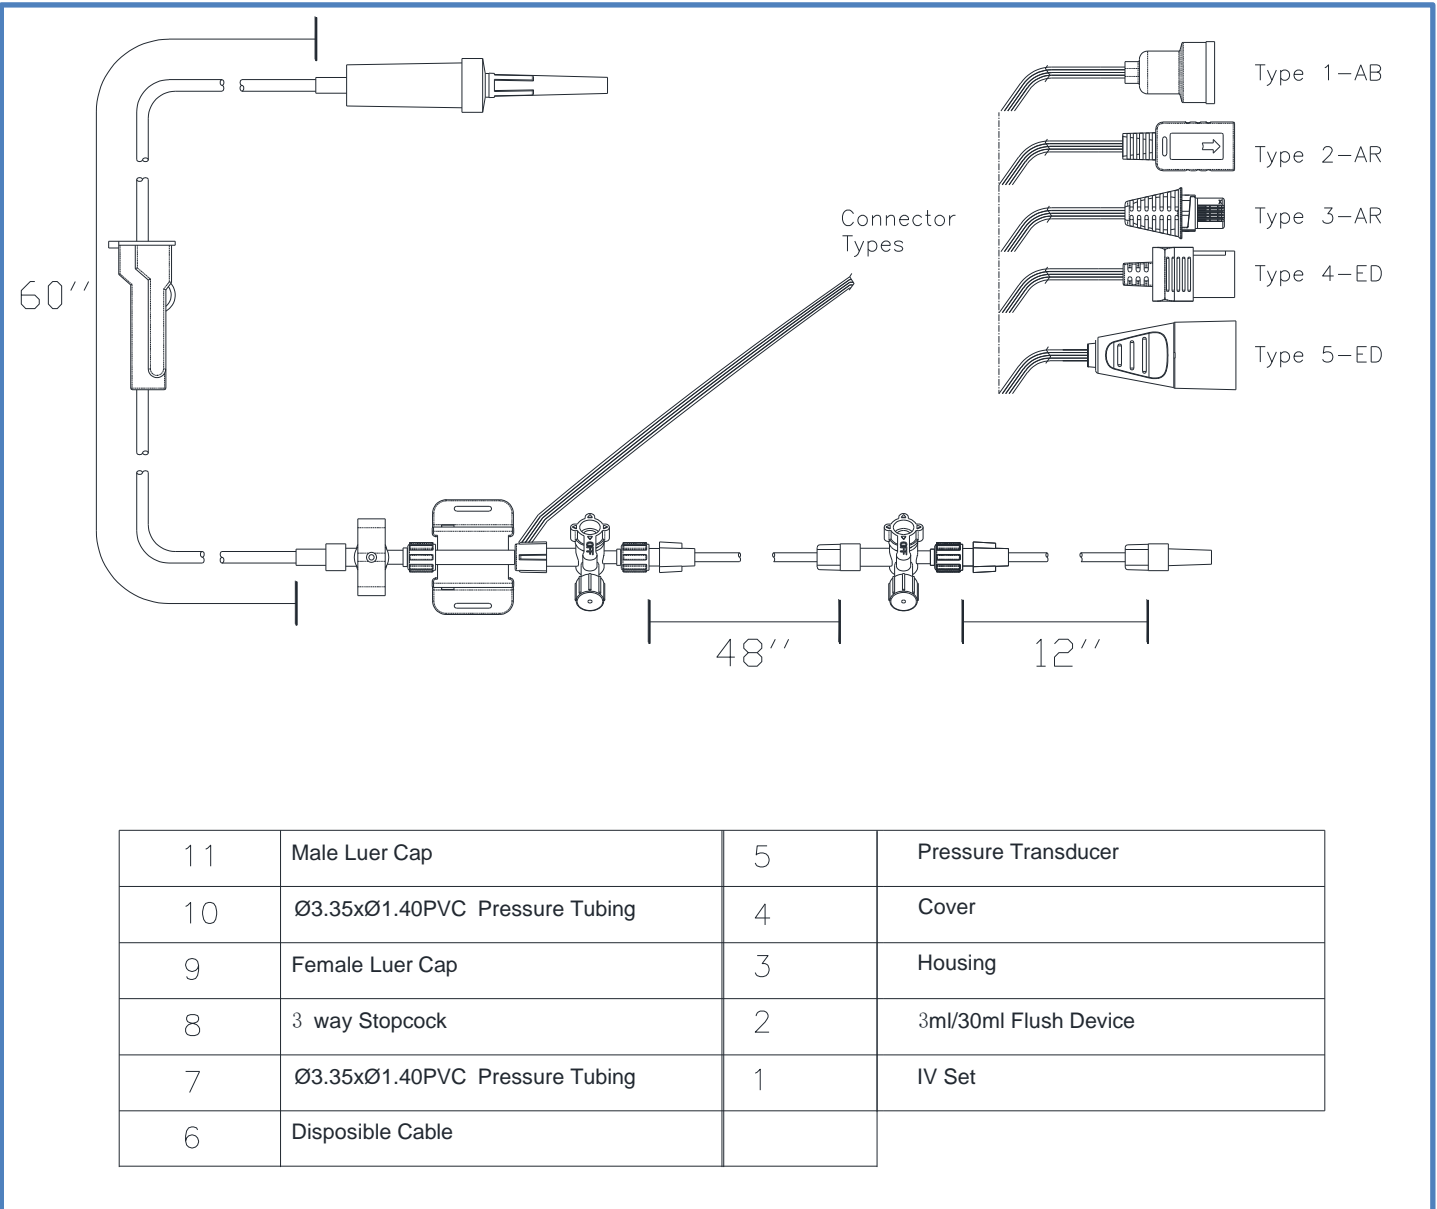 Type 1-AB
Type 2-AR
Type 3-AR
Connector
Types
Type 4-ED
60''
Type 5-ED
OFF
OFF
48''
12''
11 Male Luer Cap 5 Pressure Transducer
10 Ø3.35xØ1.40PVC Pressure Tubing 4 Cover
9 Female Luer Cap 3 Housing
8 3 way Stopcock 2 3ml/30ml Flush Device
7 Ø3.35xØ1.40PVC Pressure Tubing 1 IV Set
6 Disposible Cable